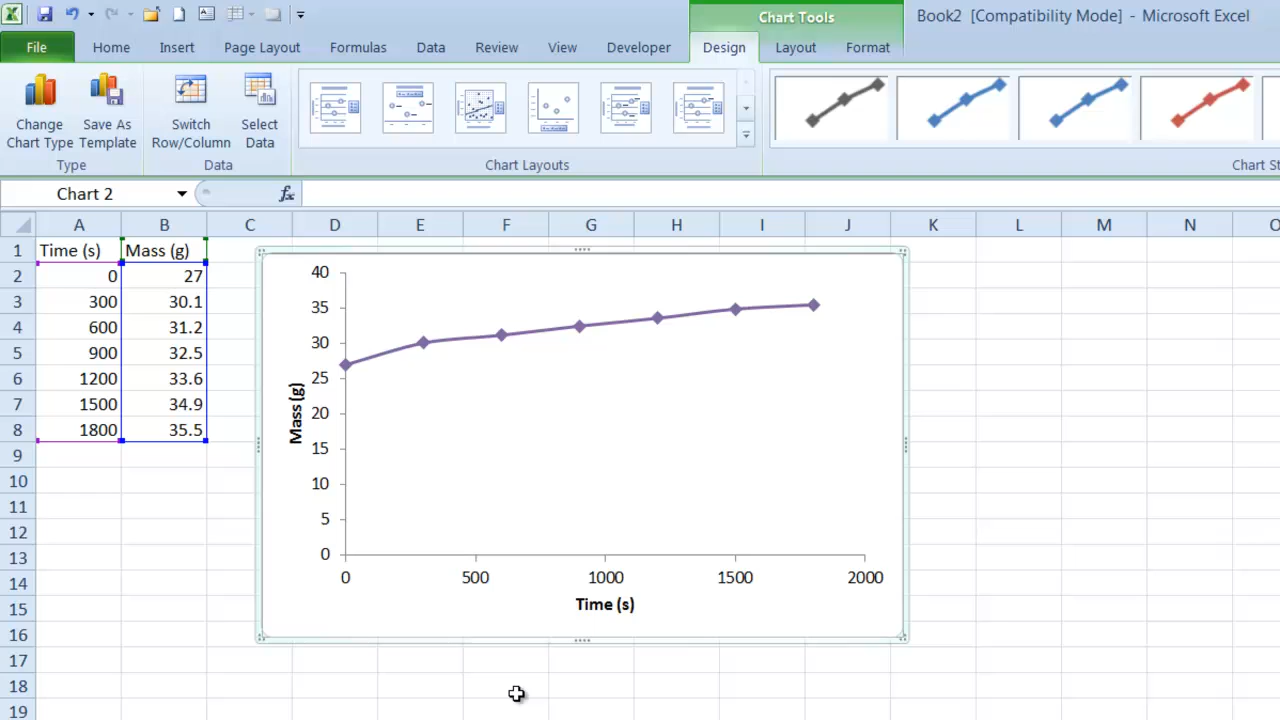 Chart Tools
Book2 [Compatibility Mode] - Microsoft Excel
File Home Insert Page Layout Formulas Data Review View Developer Design Layout Format
Change Chart Type
Save As Template
Switch Row/Column
Select Data
Type Data Chart Layouts Chart St
Chart 2 fx
A B C D E F G H I J K L M N O
1 Time (s) Mass (g)
2 0 27
3 300 30.1
4 600 31.2
5 900 32.5
6 1200 33.6
7 1500 34.9
8 1800 35.5
9
10
11
12
13
14
15
16
17
18
19
40
35
30
25
20
15
10
5
0
Mass (g)
0 500 1000 1500 2000
Time (s)